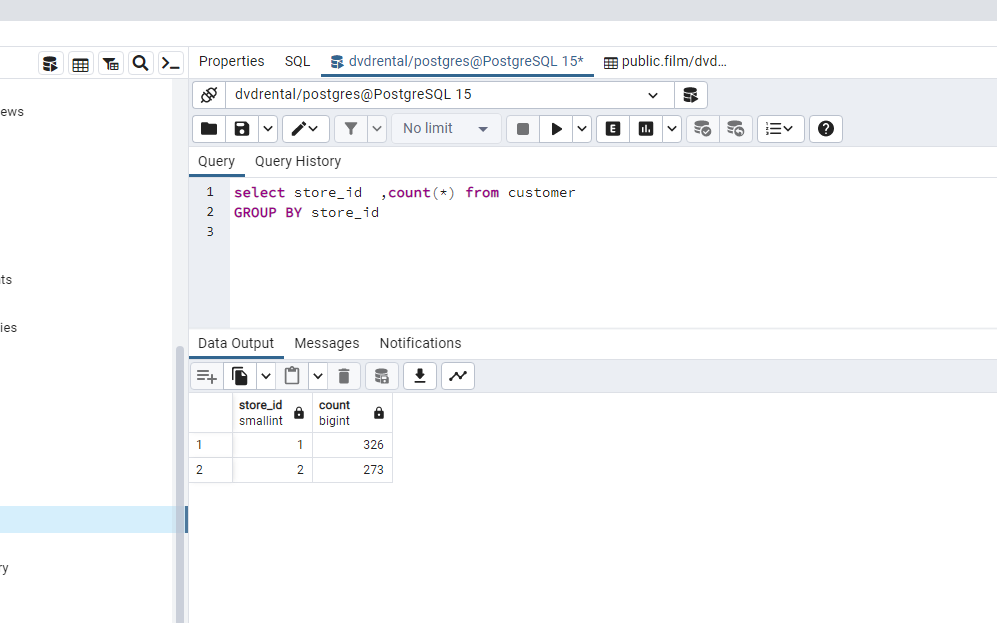 Properties SQL dvdrental/postgres@PostgreSQL 15* public.film/dvd...
dvdrental/postgres@PostgreSQL 15
ews
No limit E
Query Query History
1 select store_id  ,count(*) from customer
2 GROUP BY store_id
3
ts
ies
Data Output Messages Notifications
store_id count
smallint bigint
1 1 326
2 2 273
ry